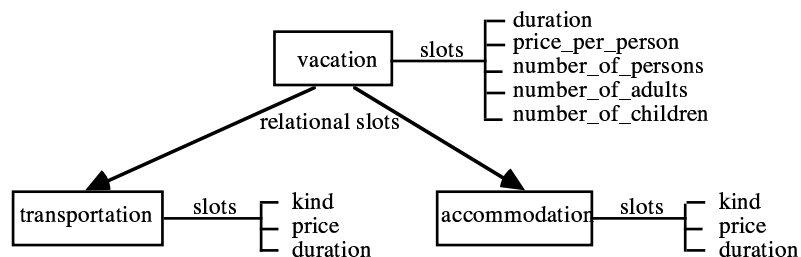 vacation
slots
duration
price_per_person
number_of_persons
number_of_adults
number_of_children
relational slots
transportation
slots
kind
price
duration
accommodation
slots
kind
price
duration